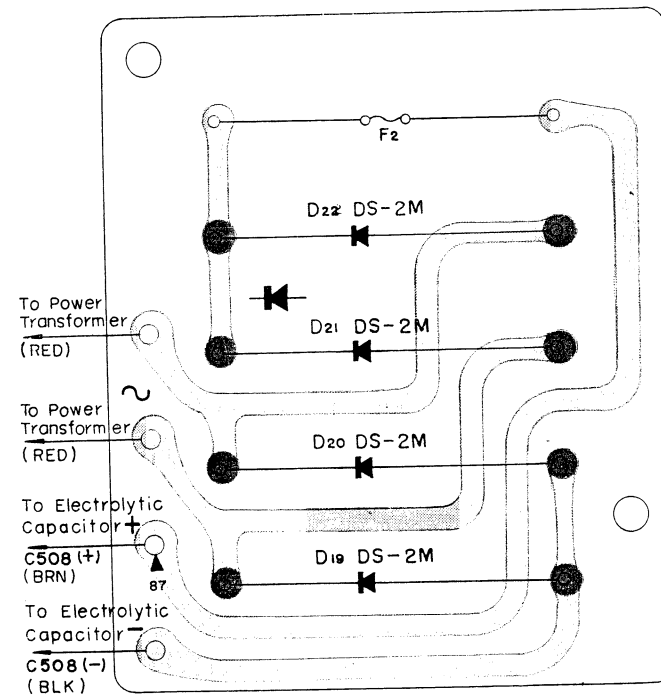 F2
D22 DS-2M
To Power
Transformer
(RED)
D21 DS-2M
~
To Power
Transformer
(RED)
D20 DS-2M
To Electrolytic
Capacitor+
C508(+)
(BRN)
87
D19 DS-2M
To Electrolytic
Capacitor-
C508(-)
(BLK)